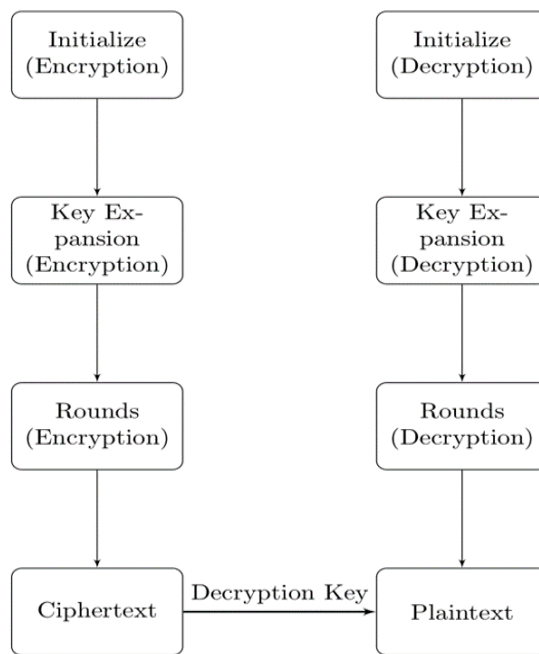 Initialize
(Encryption)
Initialize
(Decryption)
Key Ex-
pansion
(Encryption)
Key Ex-
pansion
(Decryption)
Rounds
(Encryption)
Rounds
(Decryption)
Ciphertext
Decryption Key
Plaintext